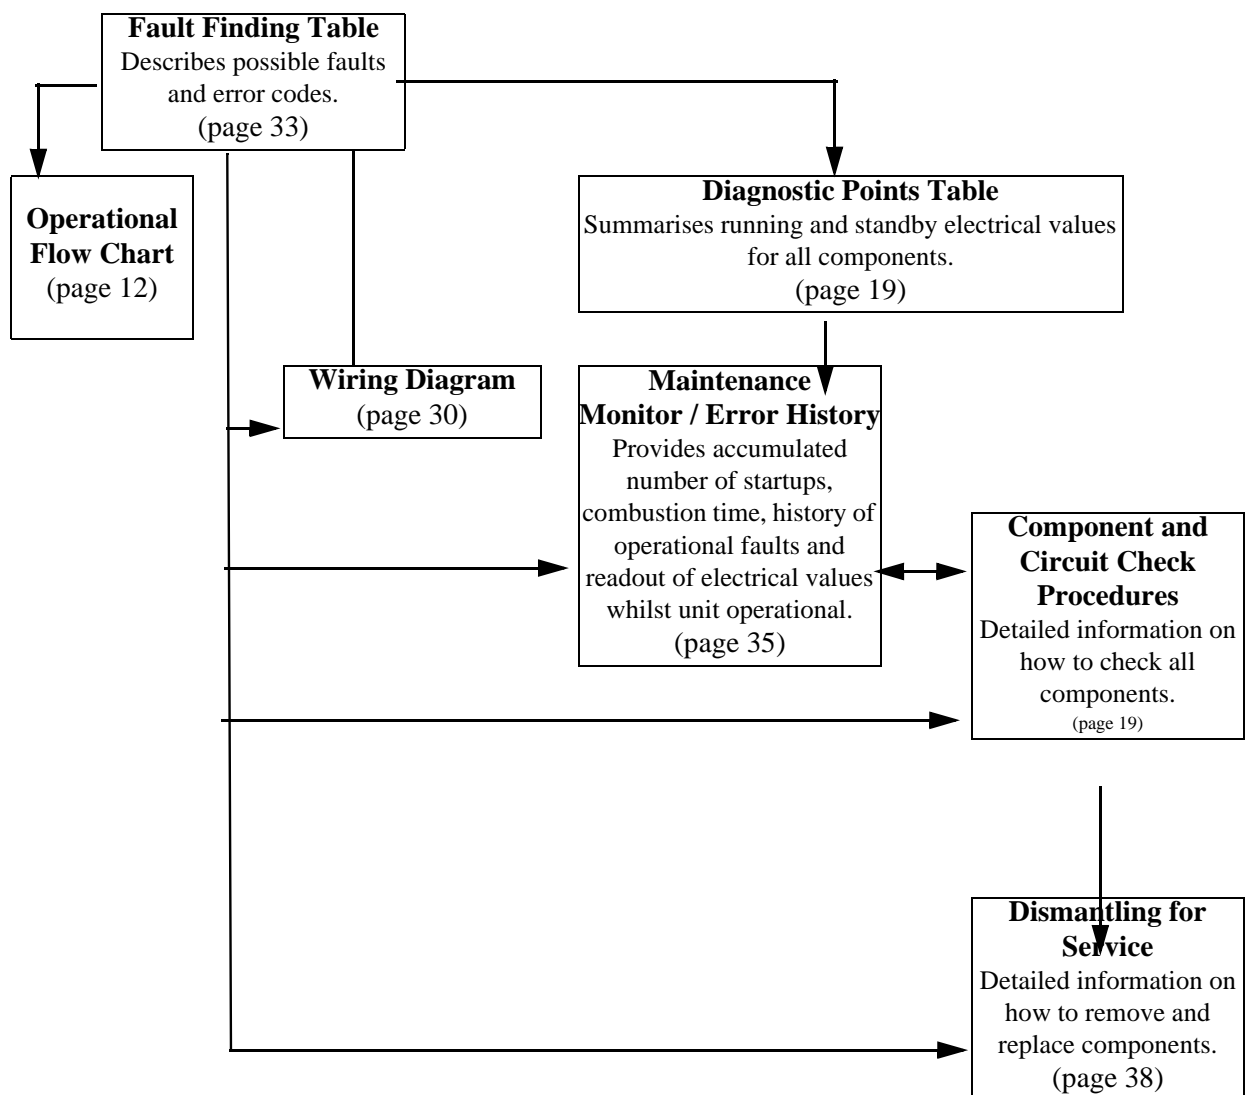 Fault Finding Table
Describes possible faults
and error codes.
(page 33)
Operational
Flow Chart
(page 12)
Diagnostic Points Table
Summarises running and standby electrical values
for all components.
(page 19)
Wiring Diagram
(page 30)
Maintenance
Monitor / Error History
Provides accumulated
number of startups,
combustion time, history of
operational faults and
readout of electrical values
whilst unit operational.
(page 35)
Component and
Circuit Check
Procedures
Detailed information on
how to check all
components.
(page 19)
Dismantling for
Service
Detailed information on
how to remove and
replace components.
(page 38)